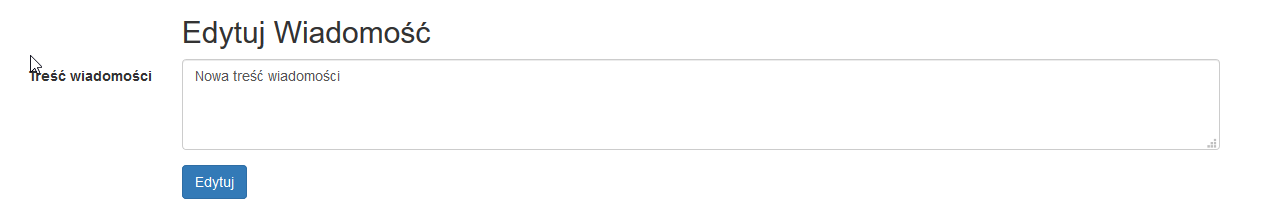 Edytuj Wiadomość
Treść wiadomości
Nowa treść wiadomości
Edytuj